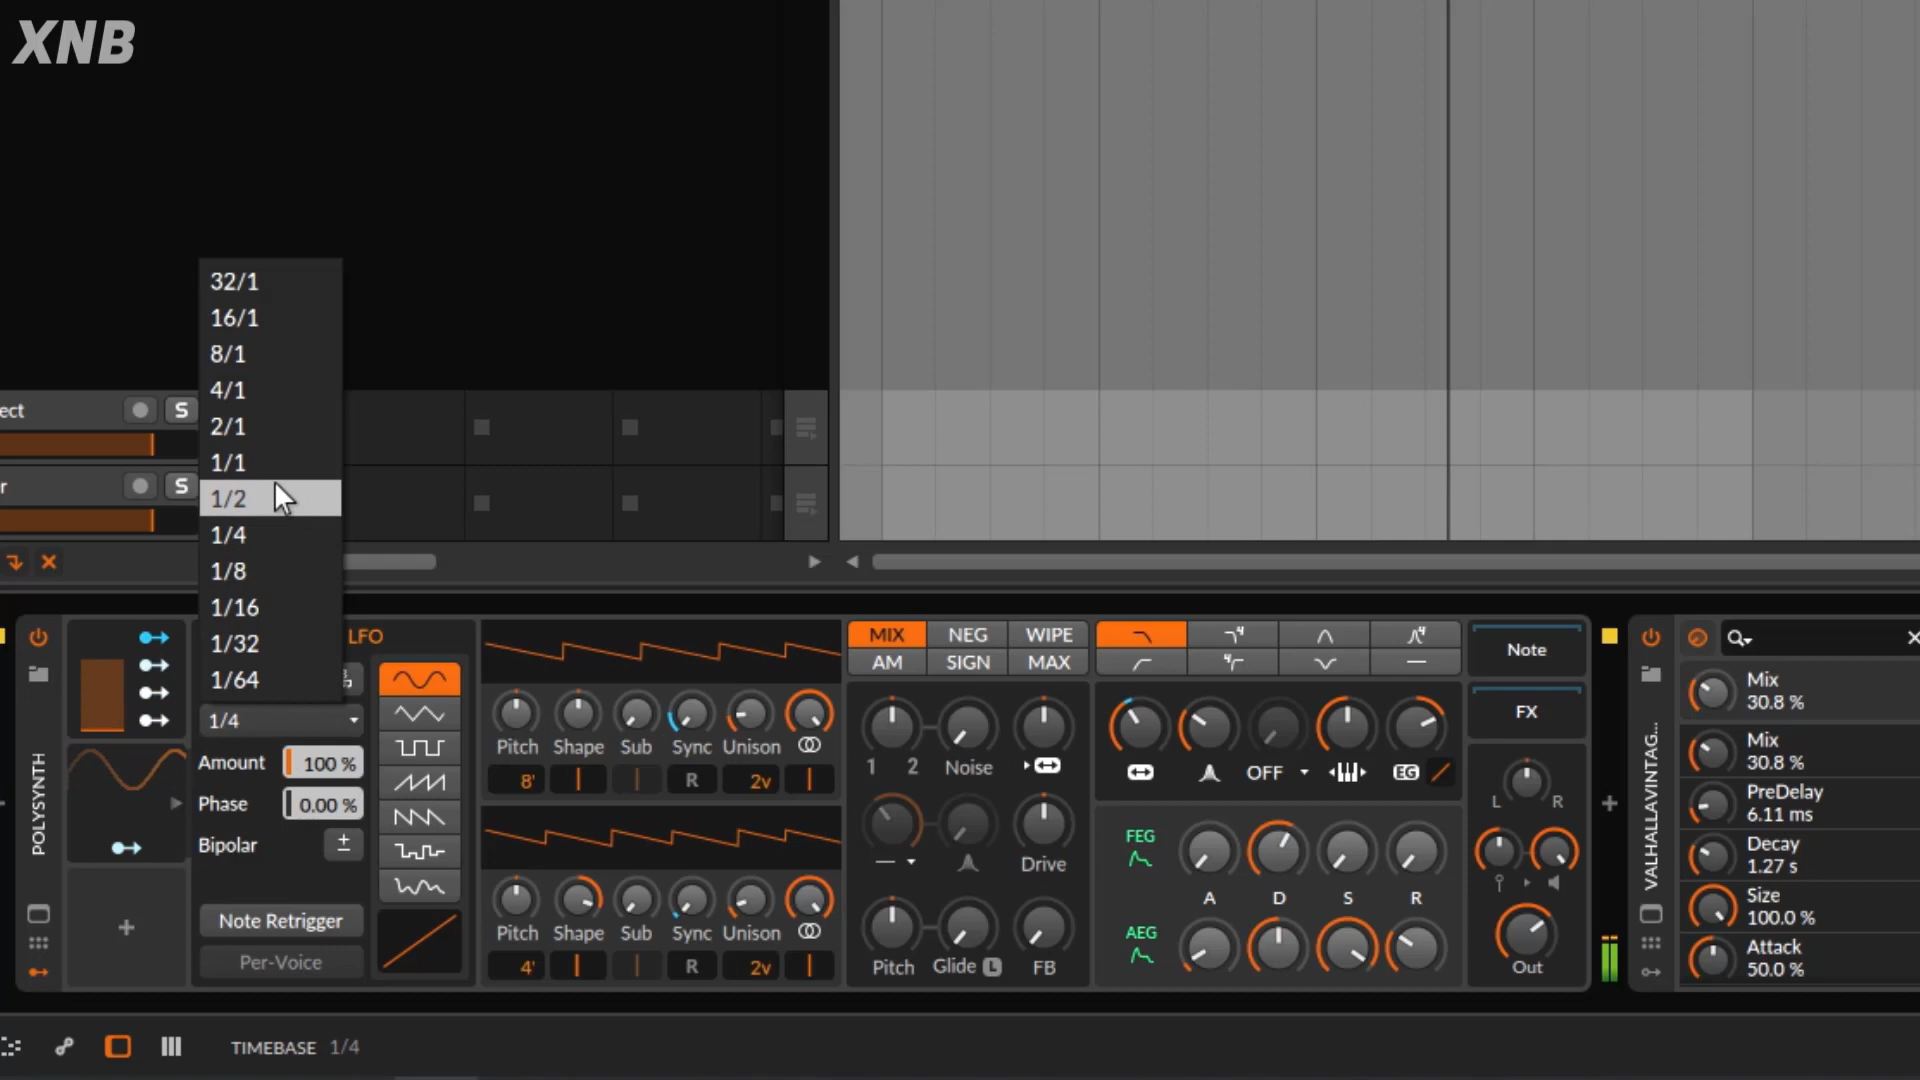 XNB
32/1
16/1
8/1
4/1
2/1
1/1
1/2
1/4
1/8
1/16
1/32
1/64
ect
S
r
S
LFO
1/4
Amount 100 %
Phase 0.00 %
Bipolar ±
Note Retrigger
Per-Voice
POLYSYNTH
Pitch Shape Sub Sync Unison
8' R 2v
Pitch Shape Sub Sync Unison
4' R 2v
MIX NEG WIPE
AM SIGN MAX
1 2 Noise
Drive
Pitch Glide L FB
OFF EG
FEG
A D S R
AEG
Note
FX
L R
Out
VALHALLAVINTAG...
Mix
30.8 %
Mix
30.8 %
PreDelay
6.11 ms
Decay
1.27 s
Size
100.0 %
Attack
50.0 %
TIMEBASE 1/4